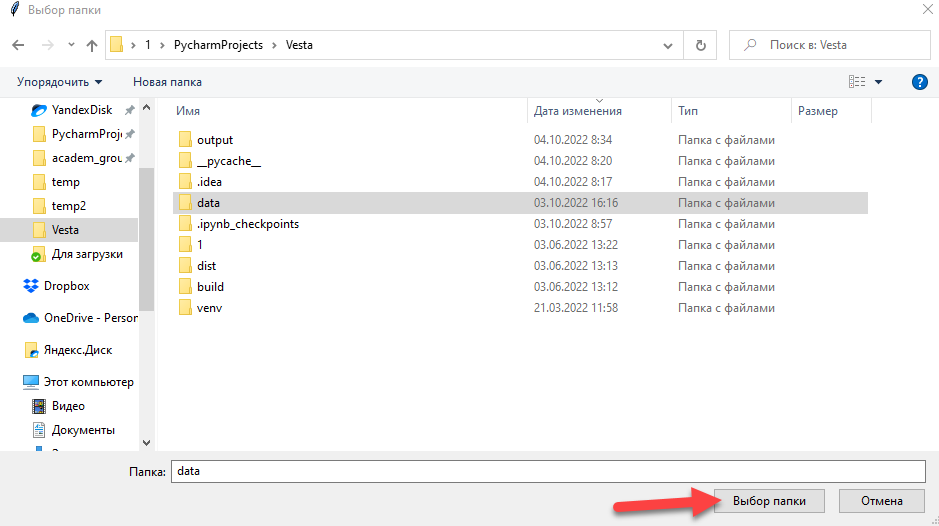 Выбор папки
1 PycharmProjects Vesta
Поиск в: Vesta
Упорядочить Новая папка
YandexDisk
PycharmProj
academ_grou
temp
temp2
Vesta
Для загрузки
Dropbox
OneDrive - Person
Яндекс.Диск
Этот компьютер
Видео
Документы
Имя Дата изменения Тип Размер
output 04.10.2022 8:34 Папка с файлами
__pycache__ 04.10.2022 8:20 Папка с файлами
.idea 04.10.2022 8:17 Папка с файлами
data 03.10.2022 16:16 Папка с файлами
.ipynb_checkpoints 03.10.2022 8:57 Папка с файлами
1 03.06.2022 13:22 Папка с файлами
dist 03.06.2022 13:13 Папка с файлами
build 03.06.2022 13:12 Папка с файлами
venv 21.03.2022 11:58 Папка с файлами
Папка: data
Выбор папки Отмена